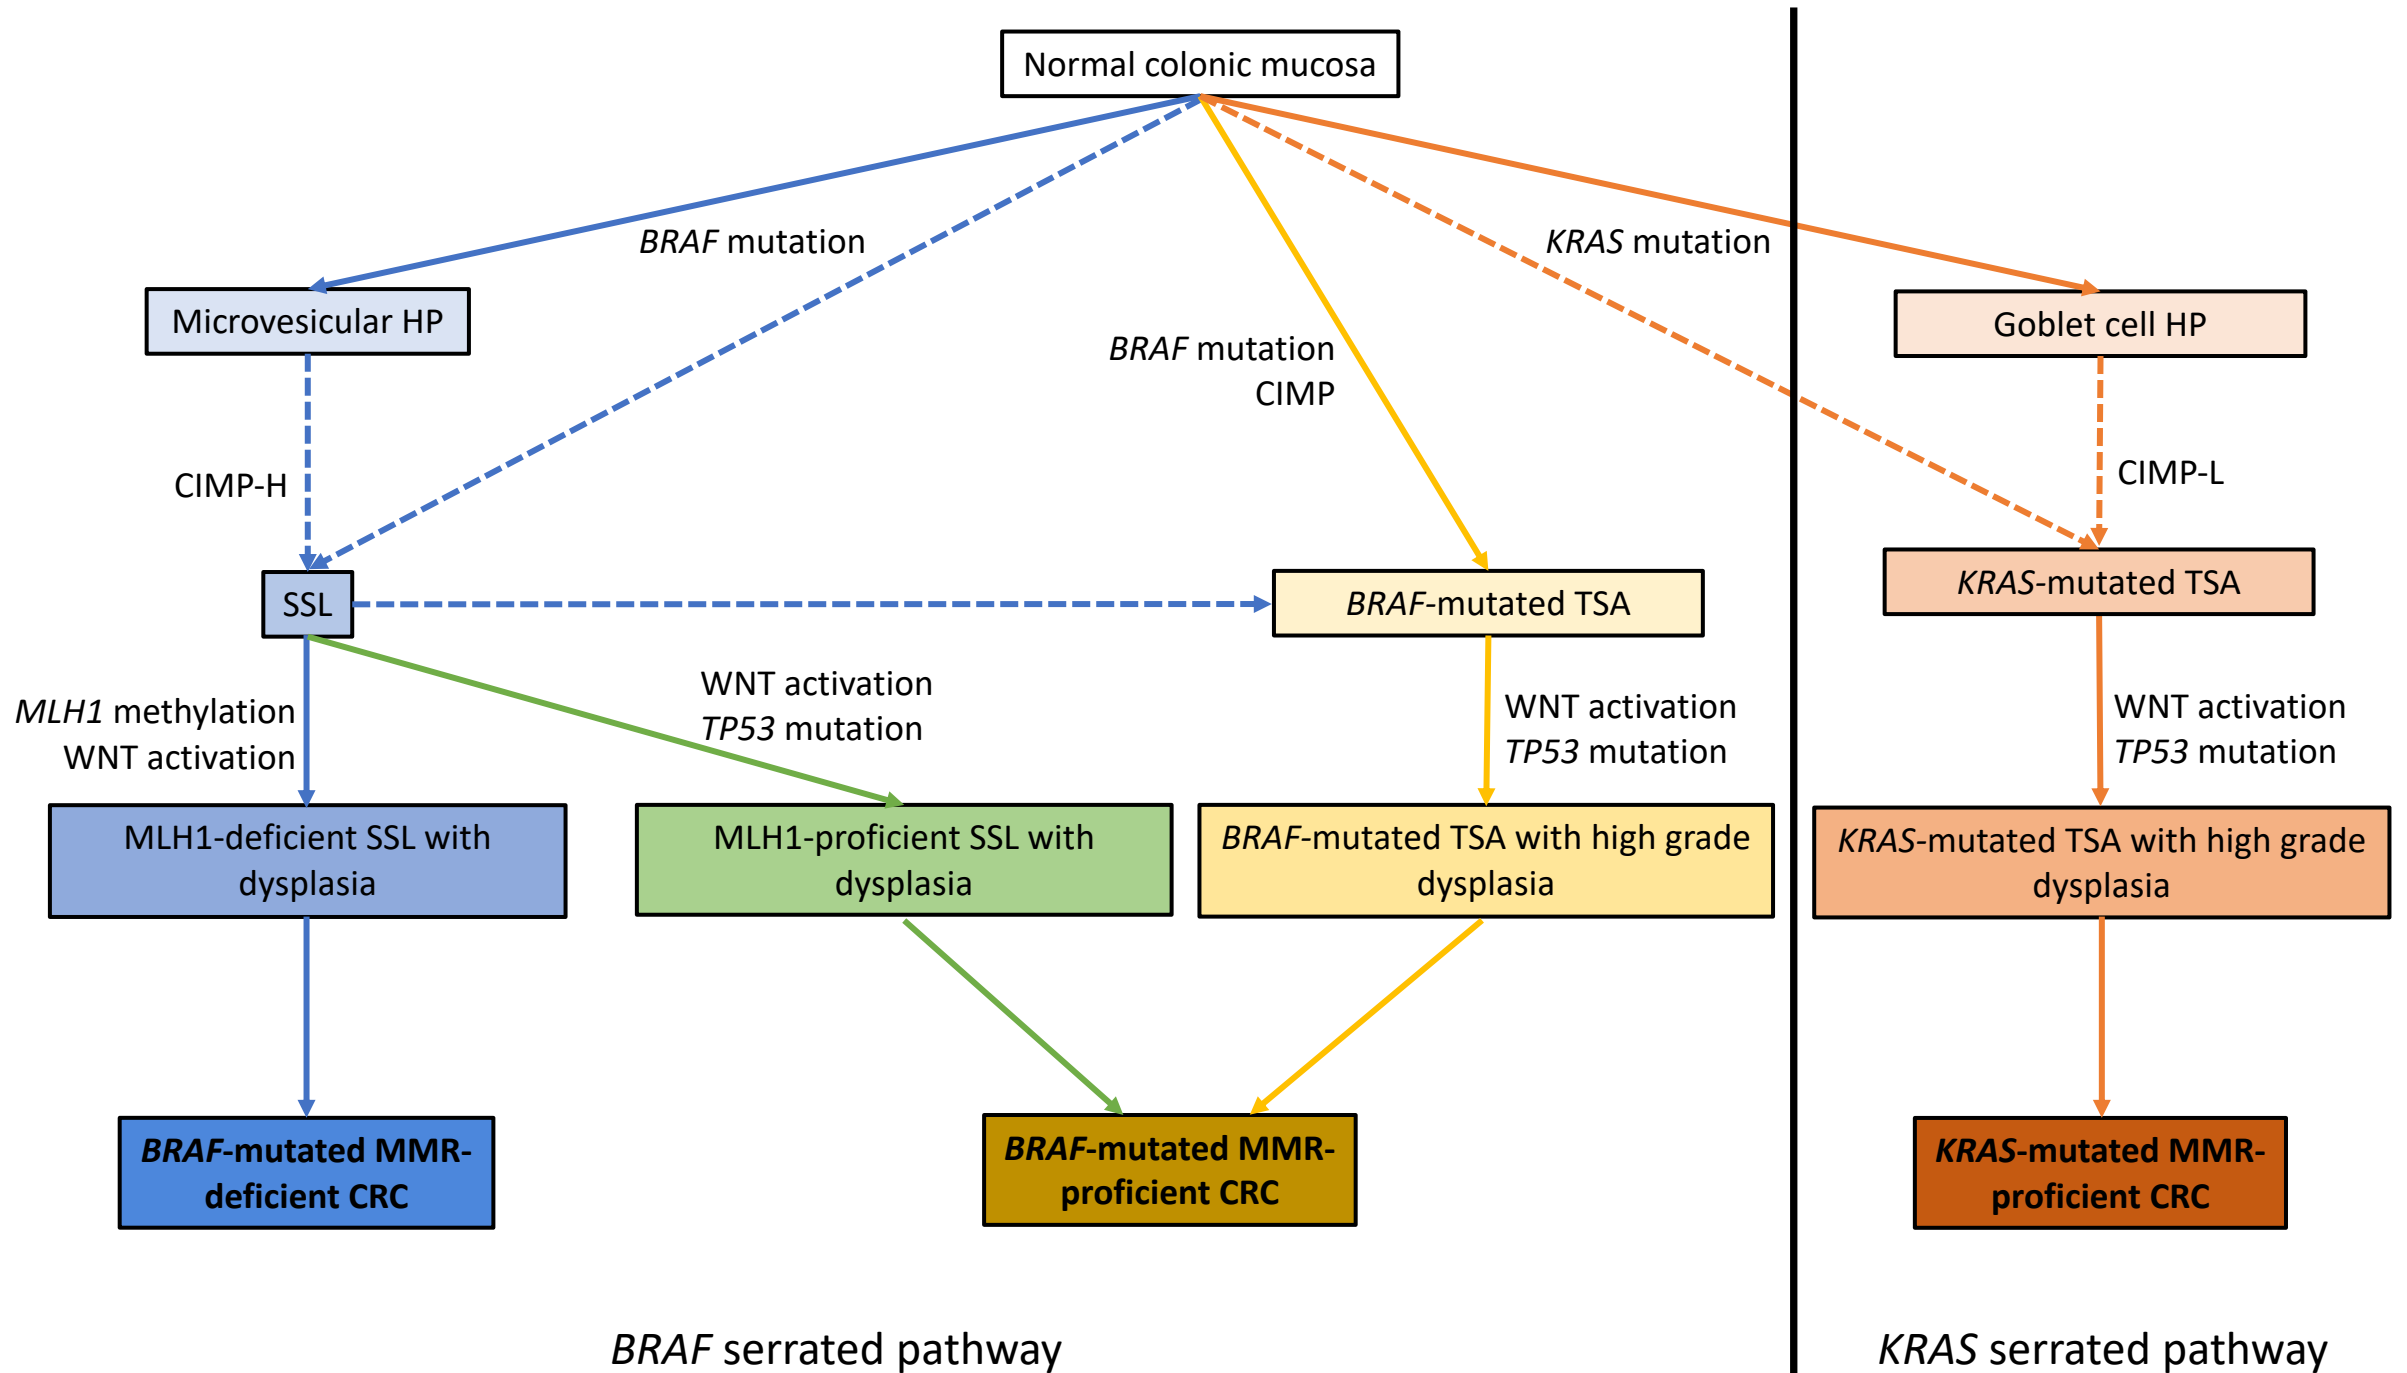 Normal colonic mucosa
BRAF mutation
KRAS mutation
Microvesicular HP
Goblet cell HP
BRAF mutation
CIMP
CIMP-H
CIMP-L
SSL
BRAF-mutated TSA
KRAS-mutated TSA
MLH1 methylation
WNT activation
WNT activation
TP53 mutation
WNT activation
TP53 mutation
WNT activation
TP53 mutation
MLH1-deficient SSL with
dysplasia
MLH1-proficient SSL with
dysplasia
BRAF-mutated TSA with high grade
dysplasia
KRAS-mutated TSA with high grade
dysplasia
BRAF-mutated MMR-
deficient CRC
BRAF-mutated MMR-
proficient CRC
KRAS-mutated MMR-
proficient CRC
BRAF serrated pathway
KRAS serrated pathway